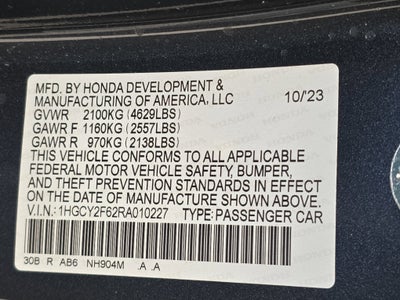 MFD. BY HONDA DEVELOPMENT &
MANUFACTURING OF AMERICA, LLC 10/'23
GVWR 2100KG (4629LBS)
GAWR F 1160KG (2557LBS)
GAWR R 970KG (2138LBS)
THIS VEHICLE CONFORMS TO ALL APPLICABLE
FEDERAL MOTOR VEHICLE SAFETY, BUMPER,
AND THEFT PREVENTION STANDARDS IN EFFECT
ON THE DATE OF MANUFACTURE SHOWN ABOVE.
V.I.N.: 1HGCY2F62RA010227 TYPE: PASSENGER CAR
30B R AB6 NH904M .A .A